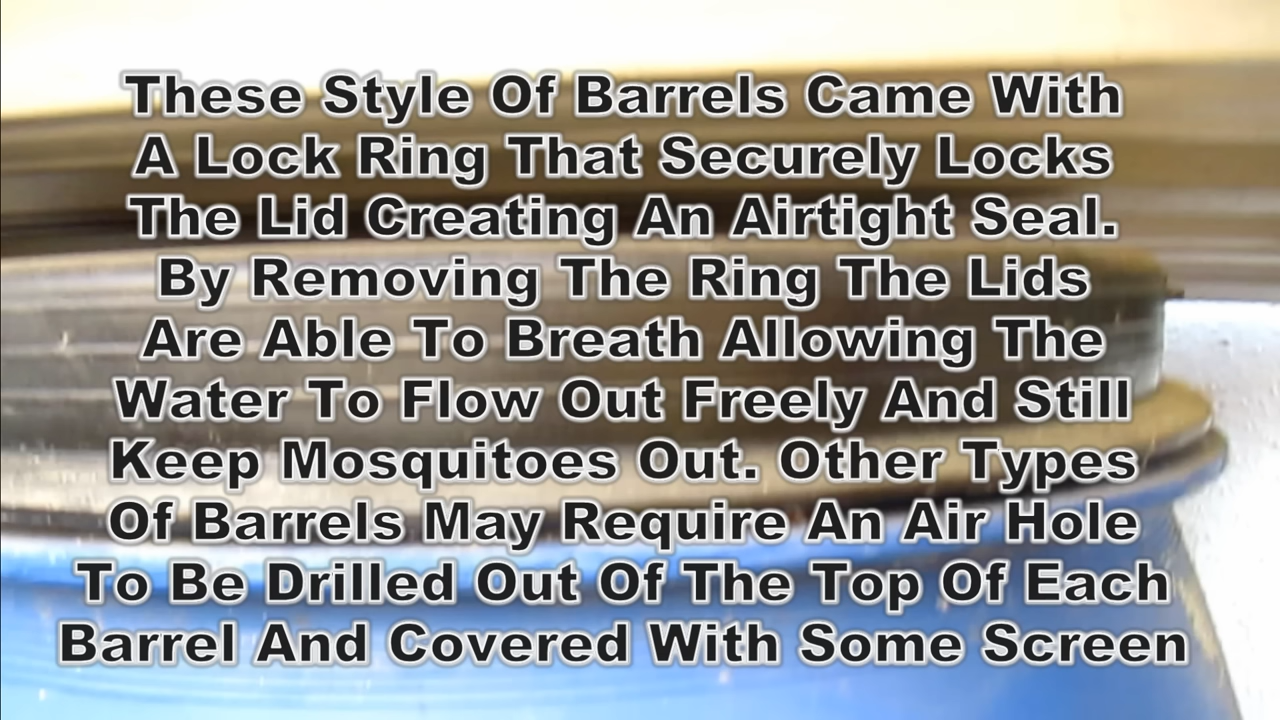 These Style Of Barrels Came With
A Lock Ring That Securely Locks
The Lid Creating An Airtight Seal.
By Removing The Ring The Lids
Are Able To Breath Allowing The
Water To Flow Out Freely And Still
Keep Mosquitoes Out. Other Types
Of Barrels May Require An Air Hole
To Be Drilled Out Of The Top Of Each
Barrel And Covered With Some Screen